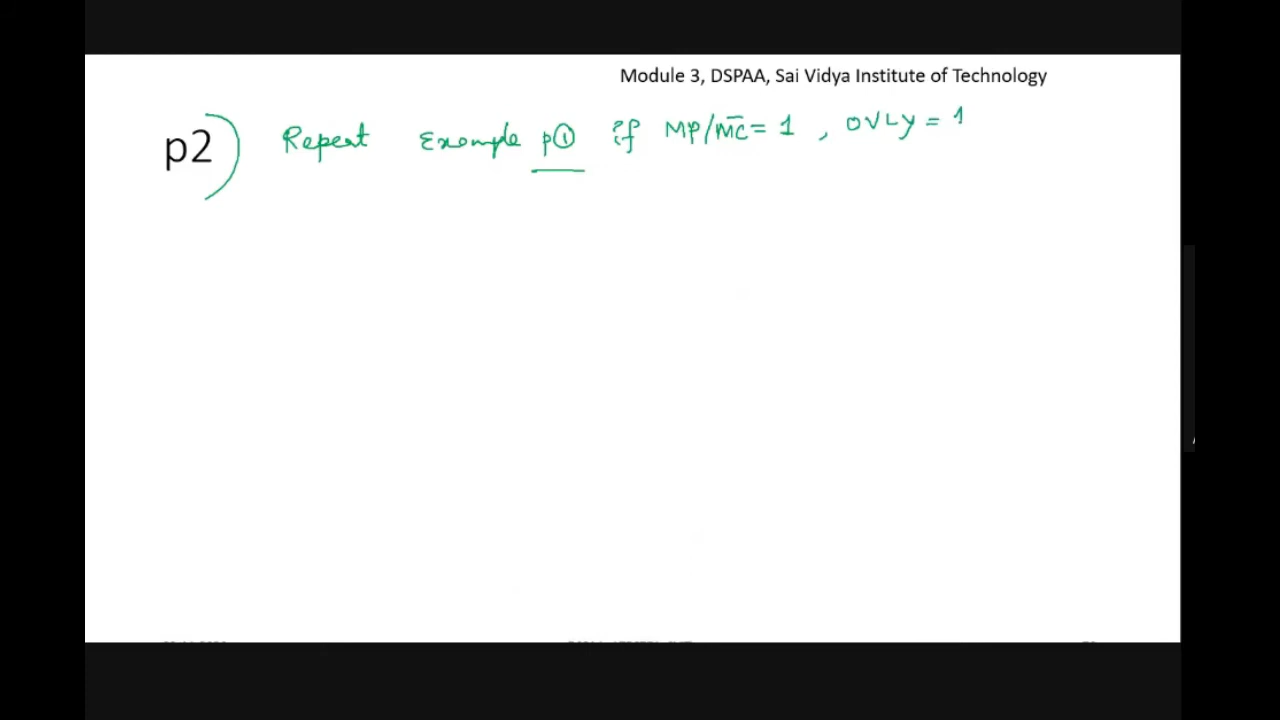 Module 3, DSPAA, Sai Vidya Institute of Technology
p2) Repeat Example p① if MP/M̅C̅ = 1 , OVLY = 1